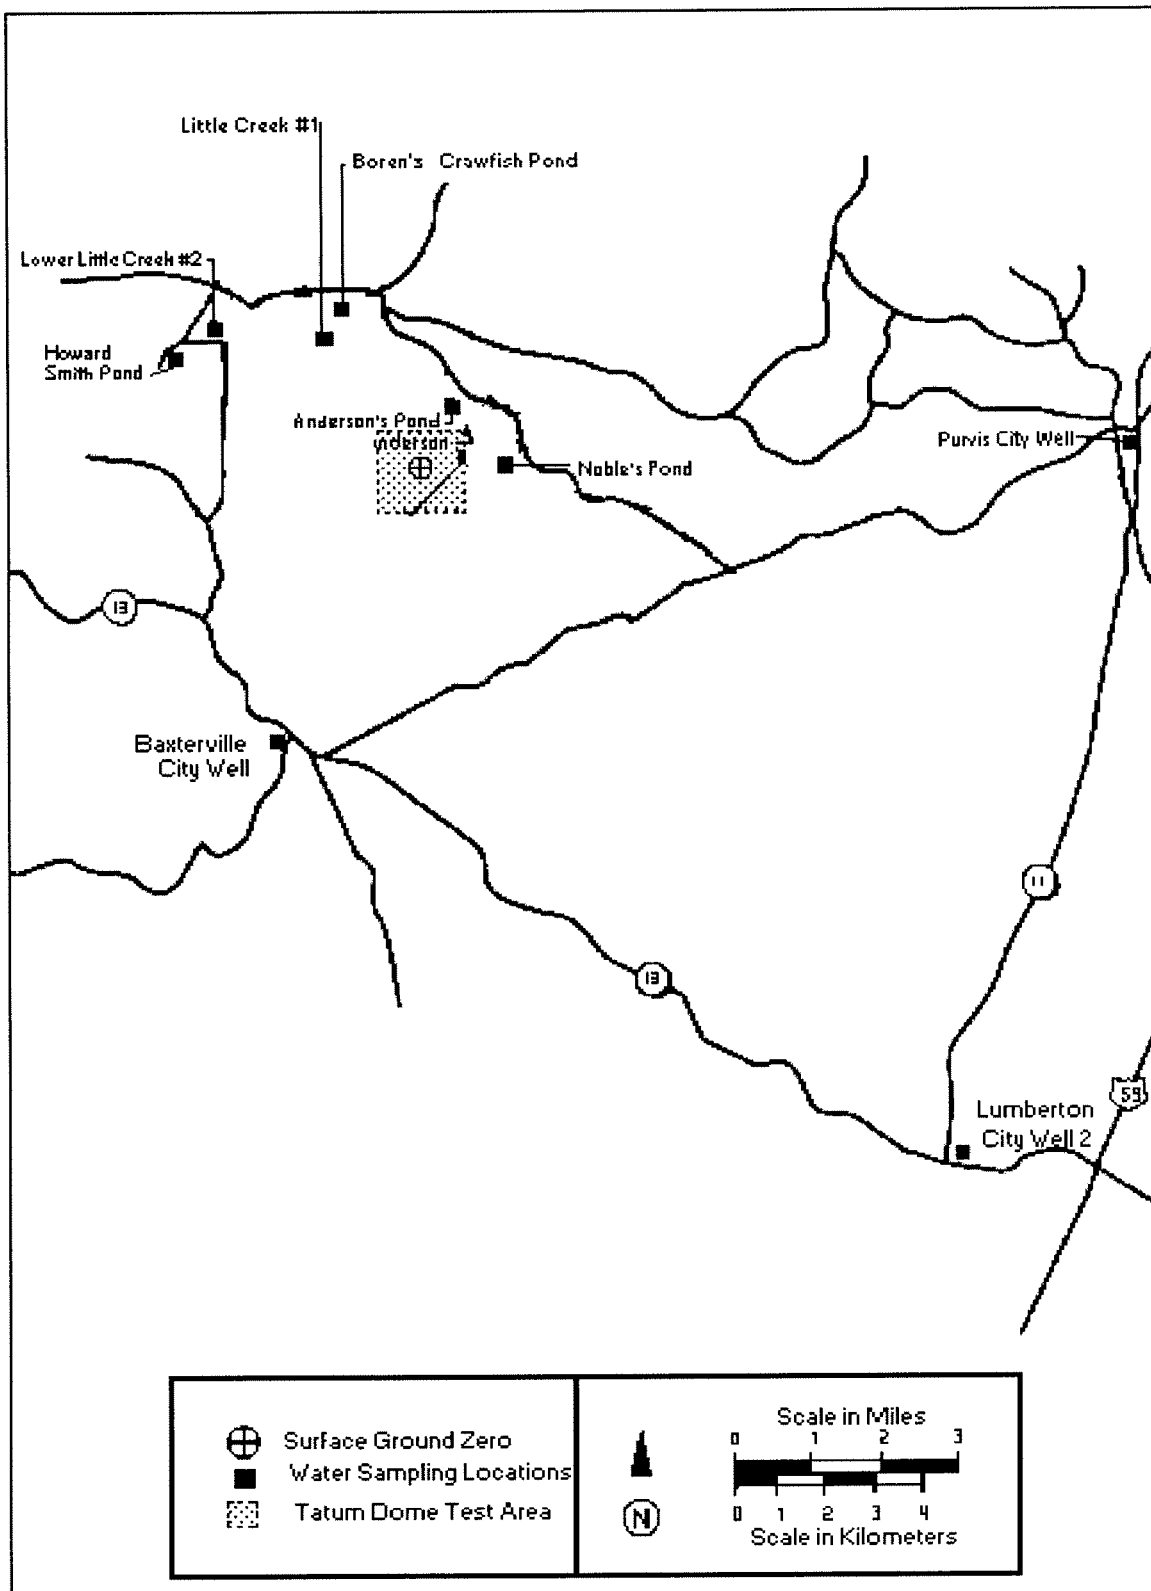 Little Creek #1
Boren's Crawfish Pond
Lower Little Creek #2
Howard
Smith Pond
Anderson's Pond
Anderson
Noble's Pond
Purvis City Well
13
Baxterville
City Well
11
13
59
Lumberton
City Well 2
Surface Ground Zero
Water Sampling Locations
Tatum Dome Test Area
N
Scale in Miles
0 1 2 3
0 1 2 3 4
Scale in Kilometers